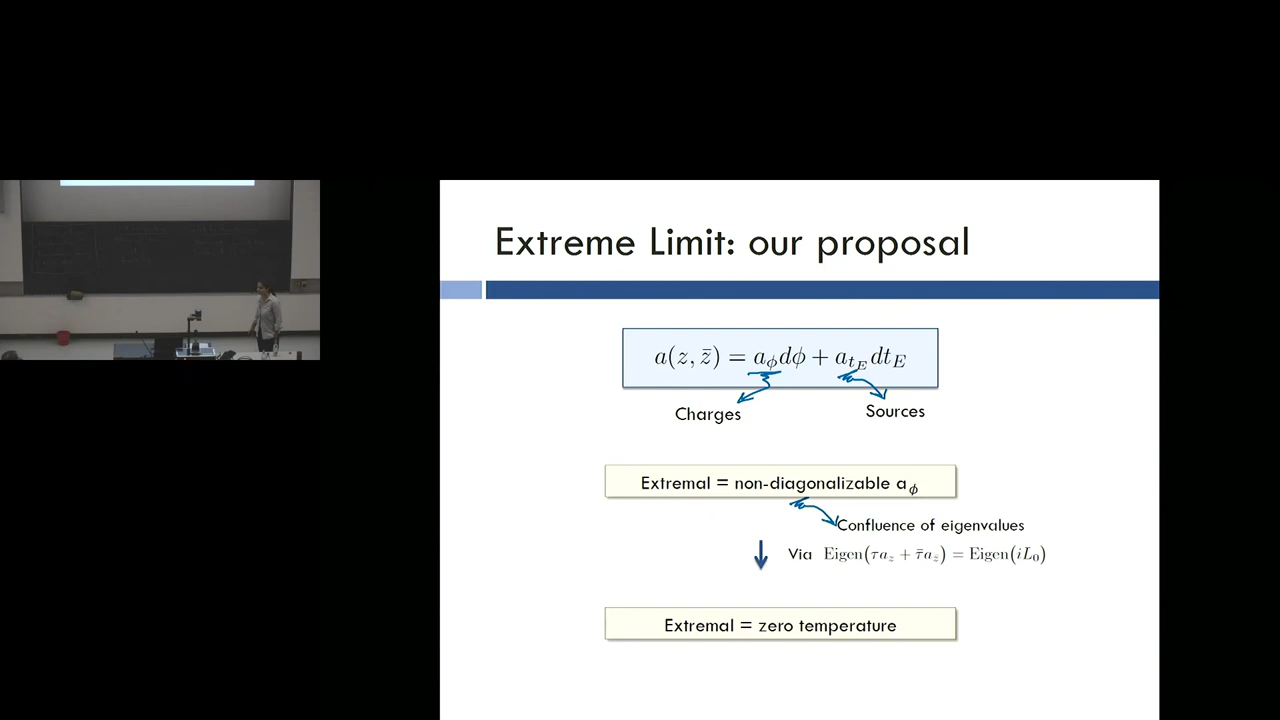 Extreme Limit: our proposal
a(z, z̄) = a_ϕ dϕ + a_{t_E} dt_E
Charges
Sources
Extremal = non-diagonalizable a_ϕ
Confluence of eigenvalues
Via Eigen(τa_z + τ̄a_z̄) = Eigen(iL₀)
Extremal = zero temperature